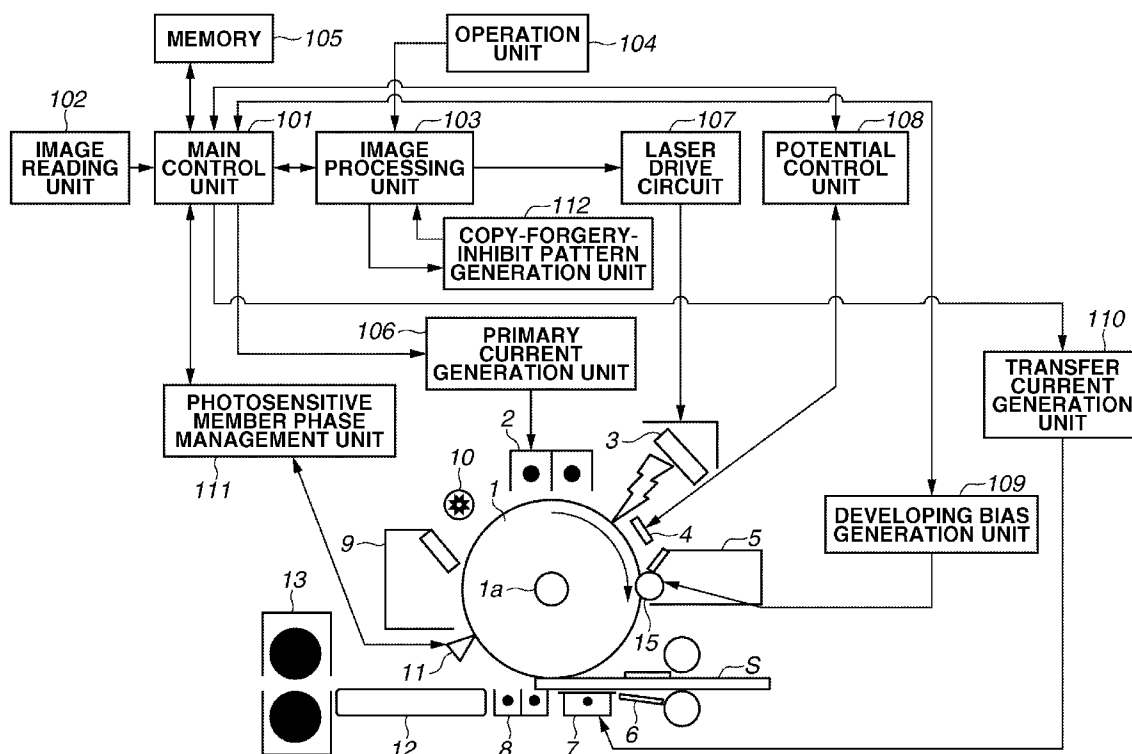 MEMORY
105
OPERATION
UNIT
104
102
101
103
107
108
IMAGE
READING
UNIT
MAIN
CONTROL
UNIT
IMAGE
PROCESSING
UNIT
LASER
DRIVE
CIRCUIT
POTENTIAL
CONTROL
UNIT
112
COPY-FORGERY-
INHIBIT PATTERN
GENERATION UNIT
106
PRIMARY
CURRENT
GENERATION UNIT
110
TRANSFER
CURRENT
GENERATION
UNIT
PHOTOSENSITIVE
MEMBER PHASE
MANAGEMENT UNIT
111
2
3
10
1
4
109
DEVELOPING BIAS
GENERATION UNIT
9
5
1a
13
15
11
S
12
8
7
6